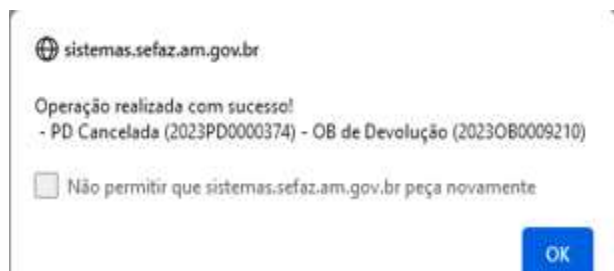 sistemas.sefaz.am.gov.br
Operação realizada com sucesso!
- PD Cancelada (2023PD0000374) - OB de Devolução (2023OB0009210)
Não permitir que sistemas.sefaz.am.gov.br peça novamente
OK